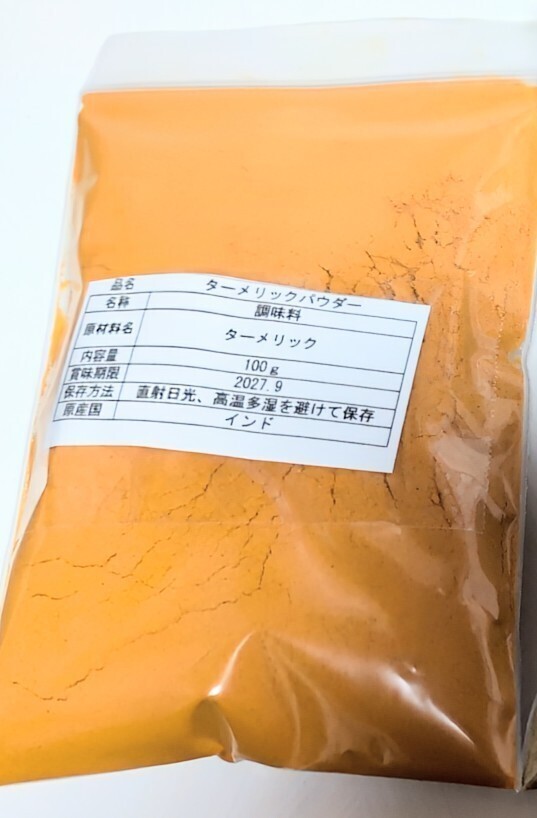 品名 ターメリックパウダー
名称 調味料
原材料名 ターメリック
内容量 100g
賞味期限 2027.9
保存方法 直射日光、高温多湿を避けて保存
原産国 インド